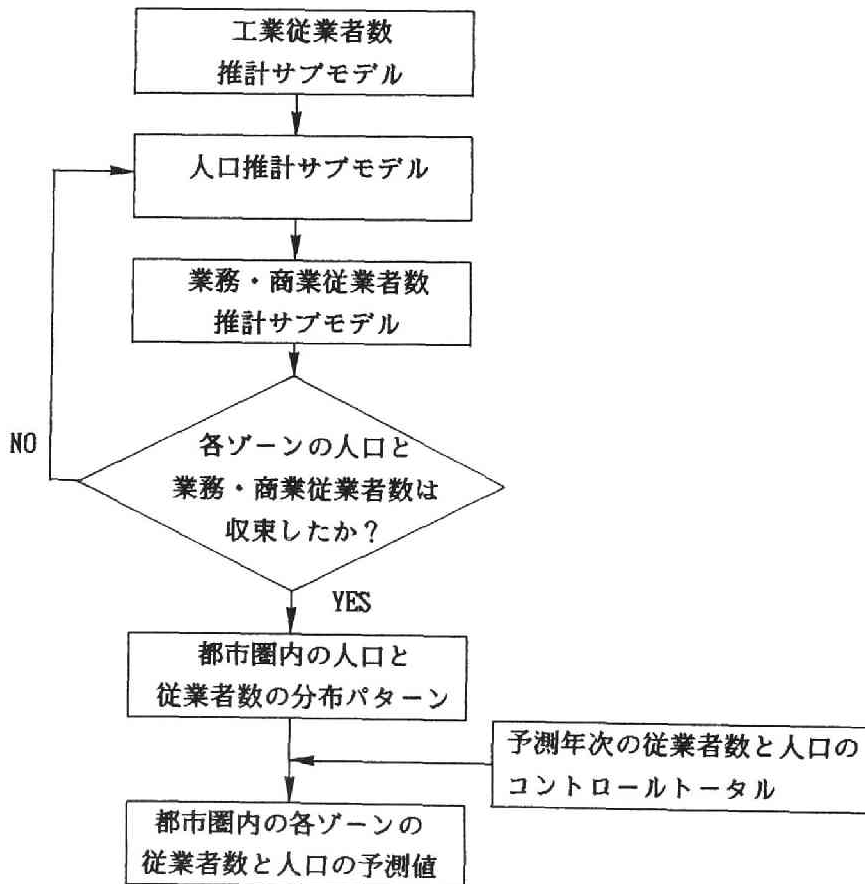 工業従業者数
推計サブモデル
人口推計サブモデル
業務・商業従業者数
推計サブモデル
各ゾーンの人口と
業務・商業従業者数は
収束したか？
NO
YES
都市圏内の人口と
従業者数の分布パターン
予測年次の従業者数と人口の
コントロールトータル
都市圏内の各ゾーンの
従業者数と人口の予測値